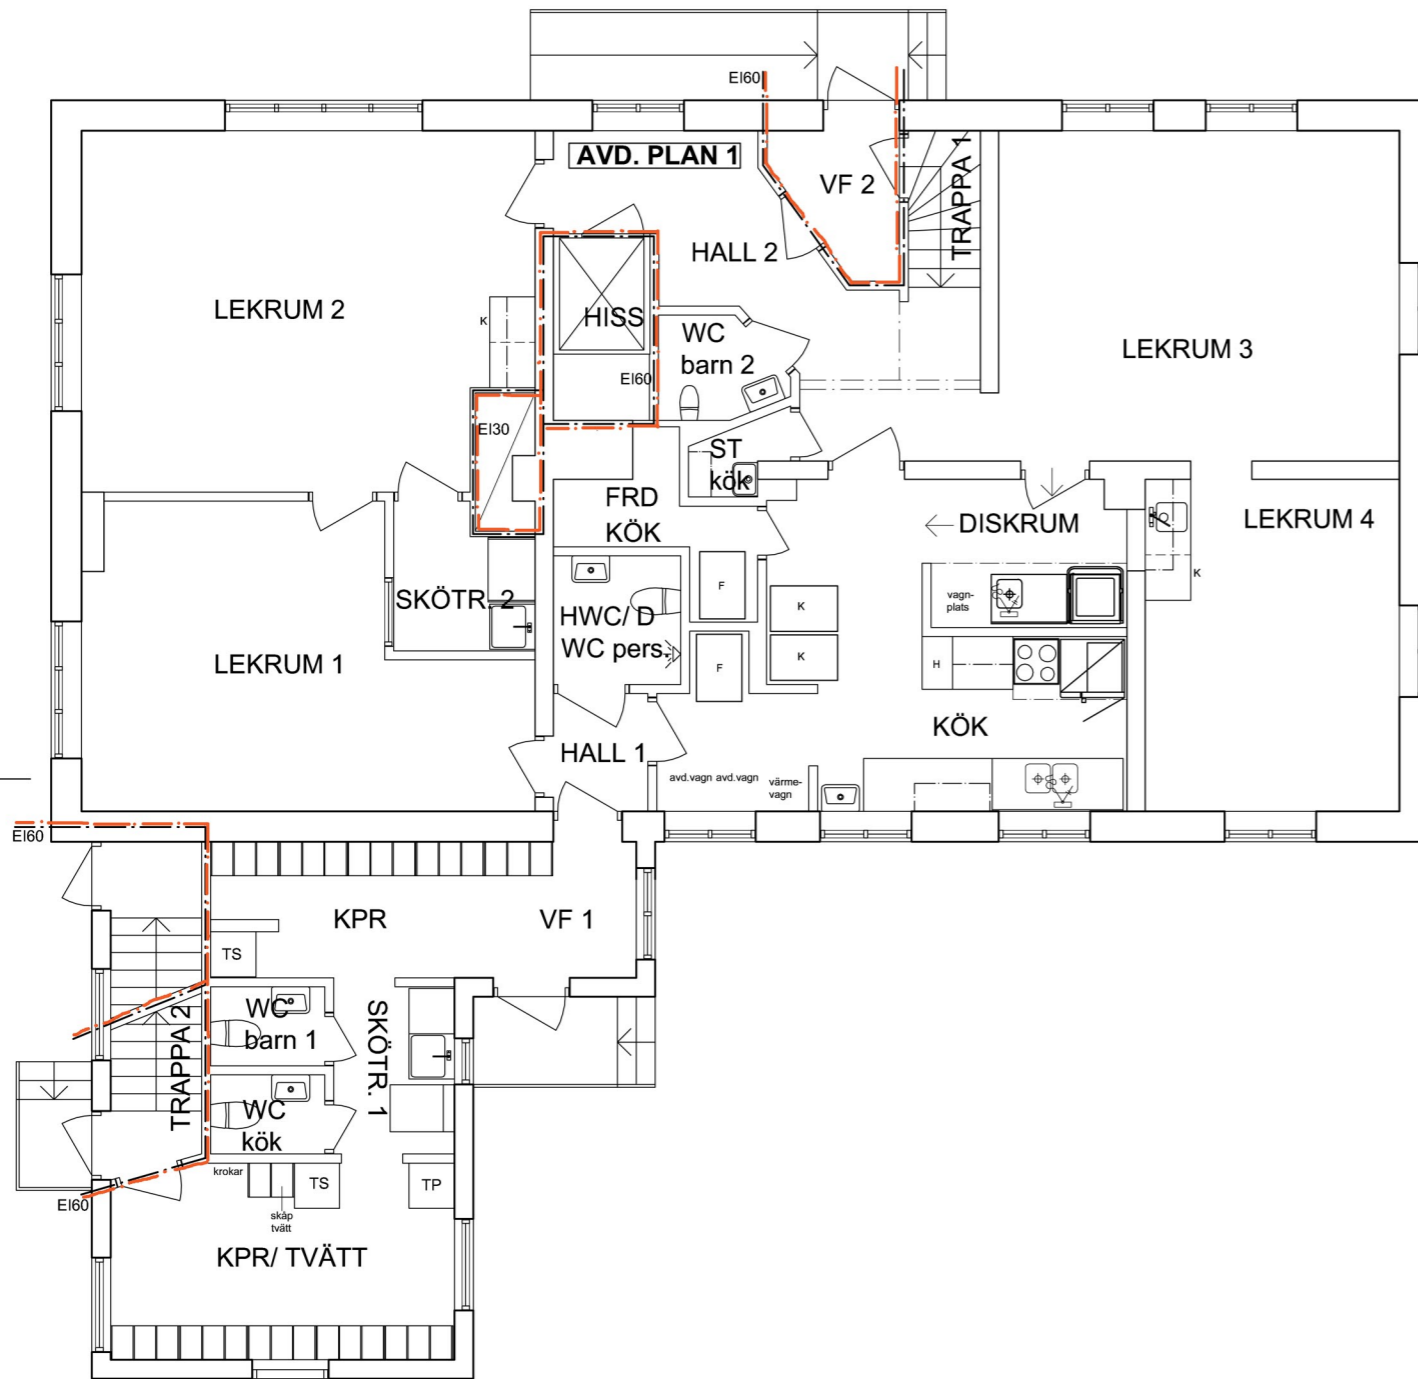 EI60
AVD. PLAN 1
VF 2
TRAPPA 1
HALL 2
LEKRUM 2
K
HISS
WC
barn 2
LEKRUM 3
EI60
EI30
ST
kök
FRD
KÖK
DISKRUM
LEKRUM 4
K
SKÖTR. 2
HWC/ D
WC pers.
F
K
vagn-
plats
F
K
H
LEKRUM 1
KÖK
HALL 1
avd.vagn avd.vagn
värme-
vagn
EI60
KPR
VF 1
TS
WC
barn 1
SKÖTR. 1
TRAPPA 2
WC
kök
krokar
TS
TP
skåp
tvätt
EI60
KPR/ TVÄTT